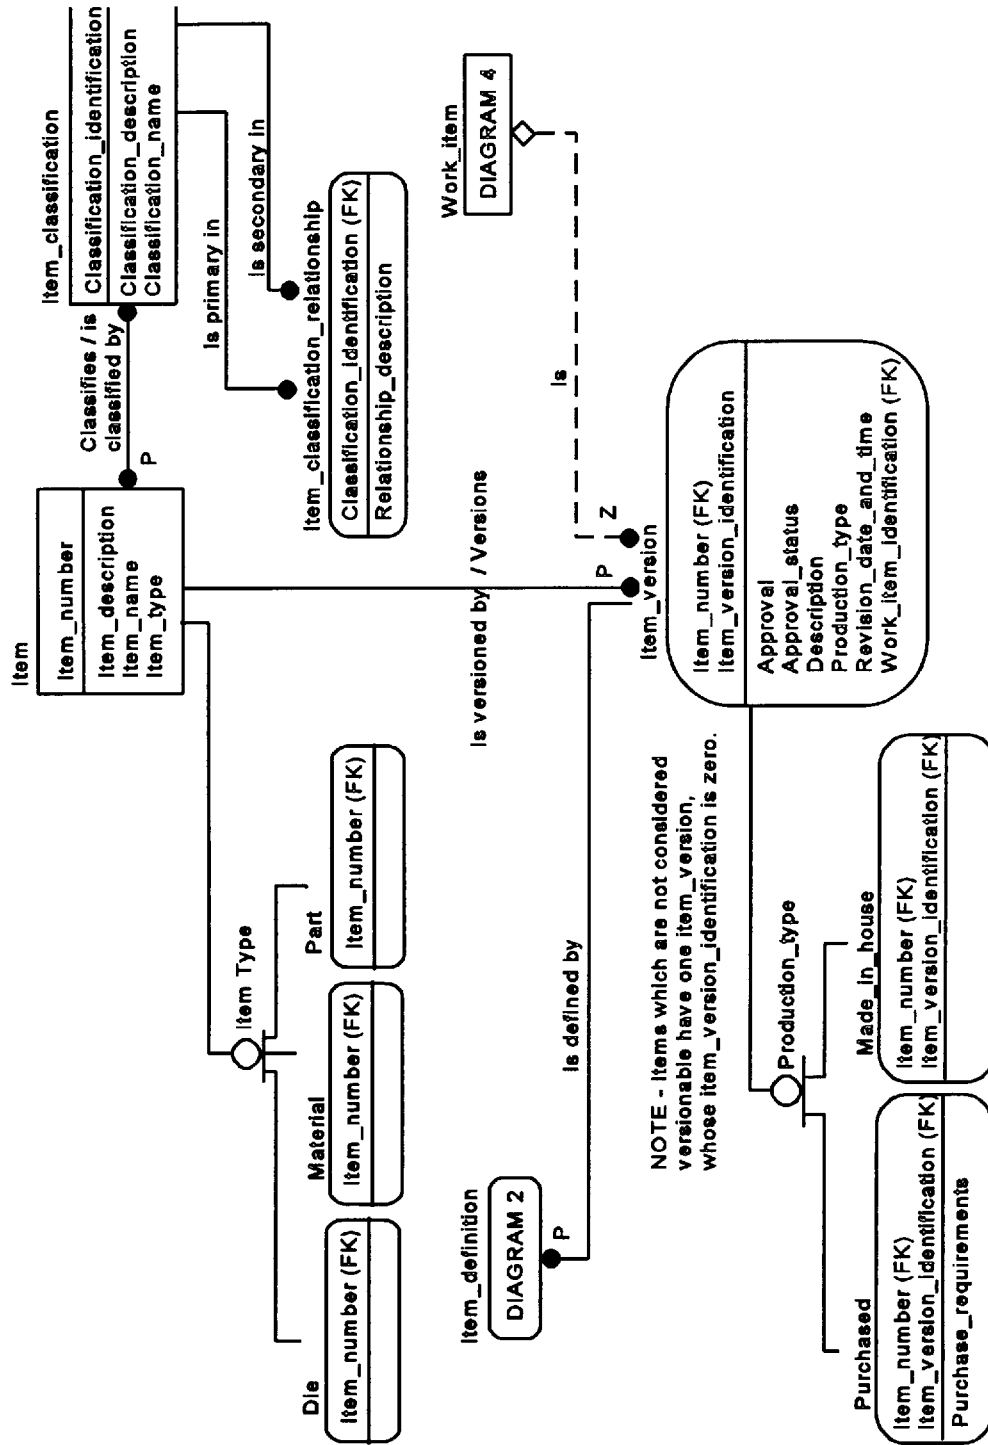 Item
Item_number
Item_description
Item_name
Item_type
P
Classifies / is
classified by
Item_classification
Classification_identification
Classification_description
Classification_name
Is primary in
Is secondary in
Item_classification_relationship
Classification_identification (FK)
Relationship_description
Item Type
Die
Item_number (FK)
Material
Item_number (FK)
Part
Item_number (FK)
Is versioned by / Versions
Work_item
DIAGRAM 4
Is
Item_definition
DIAGRAM 2
P
Is defined by
P
Z
Item_version
Item_number (FK)
Item_version_identification
Approval
Approval_status
Description
Production_type
Revision_date_and_time
Work_item_identification (FK)
NOTE - Items which are not considered
versionable have one item_version,
whose item_version_identification is zero.
Production_type
Purchased
Item_number (FK)
Item_version_identification (FK)
Purchase_requirements
Made_in_house
Item_number (FK)
Item_version_identification (FK)